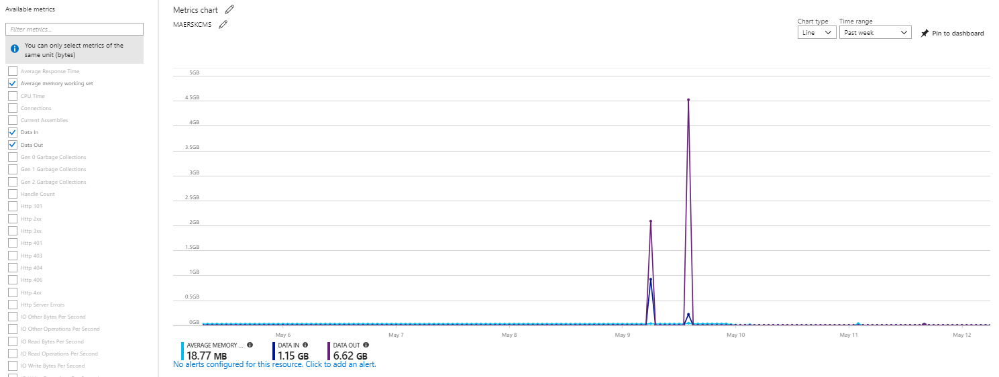 Available metrics
Filter metrics...
You can only select metrics of the
same unit (bytes)
Average Response Time
Average memory working set
CPU Time
Connections
Current Assemblies
Data In
Data Out
Gen 0 Garbage Collections
Gen 1 Garbage Collections
Gen 2 Garbage Collections
Handle Count
Http 101
Http 2xx
Http 3xx
Http 401
Http 403
Http 404
Http 406
Http 4xx
Http Server Errors
IO Other Bytes Per Second
IO Other Operations Per Second
IO Read Bytes Per Second
IO Read Operations Per Second
IO Write Bytes Per Second
Metrics chart
MAERSKCMS
Chart type
Time range
Line
Past week
Pin to dashboard
5GB
4.5GB
4GB
3.5GB
3GB
2.5GB
2GB
1.5GB
1GB
0.5GB
0GB
May 6
May 7
May 8
May 9
May 10
May 11
May 12
AVERAGE MEMORY ...
18.77 MB
DATA IN
1.15 GB
DATA OUT
6.62 GB
No alerts configured for this resource. Click to add an alert.